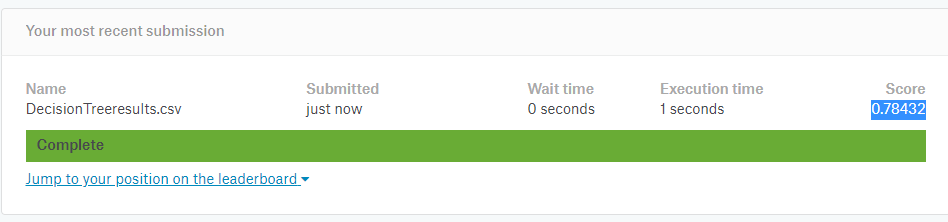 Your most recent submission
Name Submitted Wait time Execution time Score
DecisionTreeresults.csv just now 0 seconds 1 seconds 0.78432
Complete
Jump to your position on the leaderboard